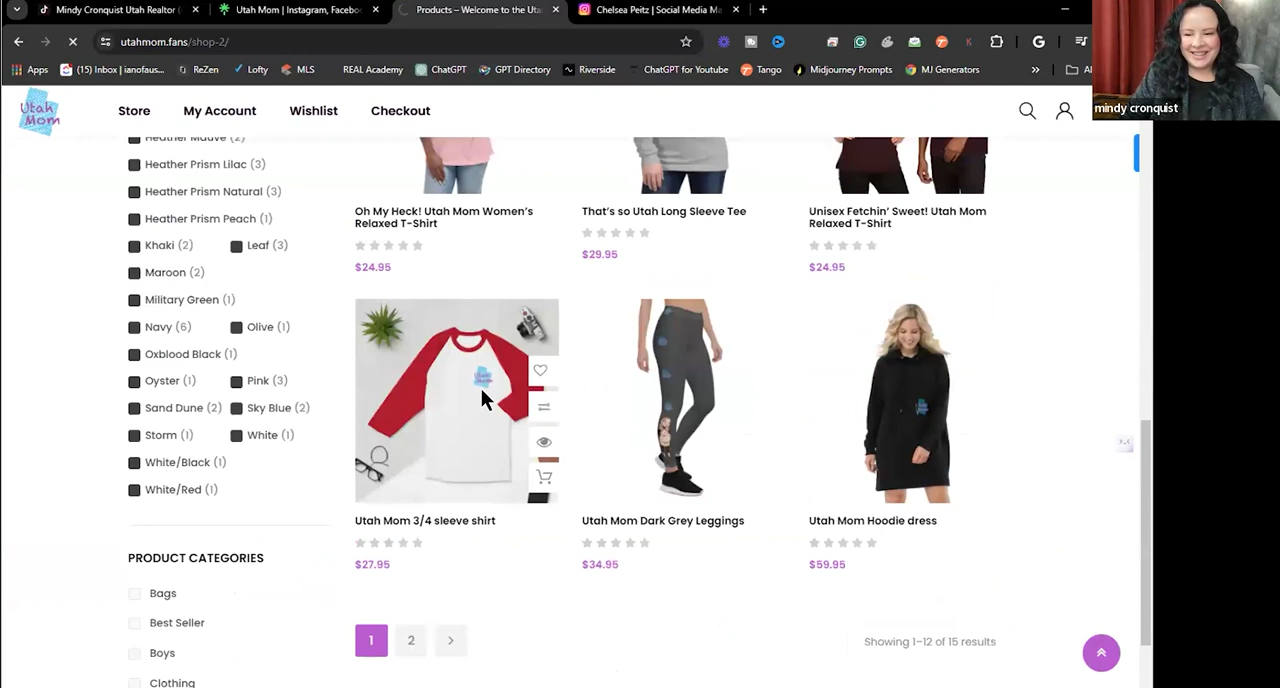 Mindy Cronquist Utah Realtor (
Utah Mom | Instagram, Facebo
Products – Welcome to the Uta
Chelsea Peitz | Social Media Ma
utahmom.fans/shop-2/
Apps
(15) Inbox | ianofaus...
ReZen
Lofty
MLS
REAL Academy
ChatGPT
GPT Directory
Riverside
ChatGPT for Youtube
Tango
Midjourney Prompts
MJ Generators
mindy cronquist
Utah Mom
Store
My Account
Wishlist
Checkout
Heather Mauve (2)
Heather Prism Lilac (3)
Heather Prism Natural (3)
Heather Prism Peach (1)
Khaki (2) Leaf (3)
Maroon (2)
Military Green (1)
Navy (6) Olive (1)
Oxblood Black (1)
Oyster (1) Pink (3)
Sand Dune (2) Sky Blue (2)
Storm (1) White (1)
White/Black (1)
White/Red (1)
PRODUCT CATEGORIES
Bags
Best Seller
Boys
Clothing
Oh My Heck! Utah Mom Women's
Relaxed T-Shirt
$24.95
That's so Utah Long Sleeve Tee
$29.95
Unisex Fetchin' Sweet! Utah Mom
Relaxed T-Shirt
$24.95
Utah Mom 3/4 sleeve shirt
$27.95
Utah Mom Dark Grey Leggings
$34.95
Utah Mom Hoodie dress
$59.95
1 2
Showing 1–12 of 15 results